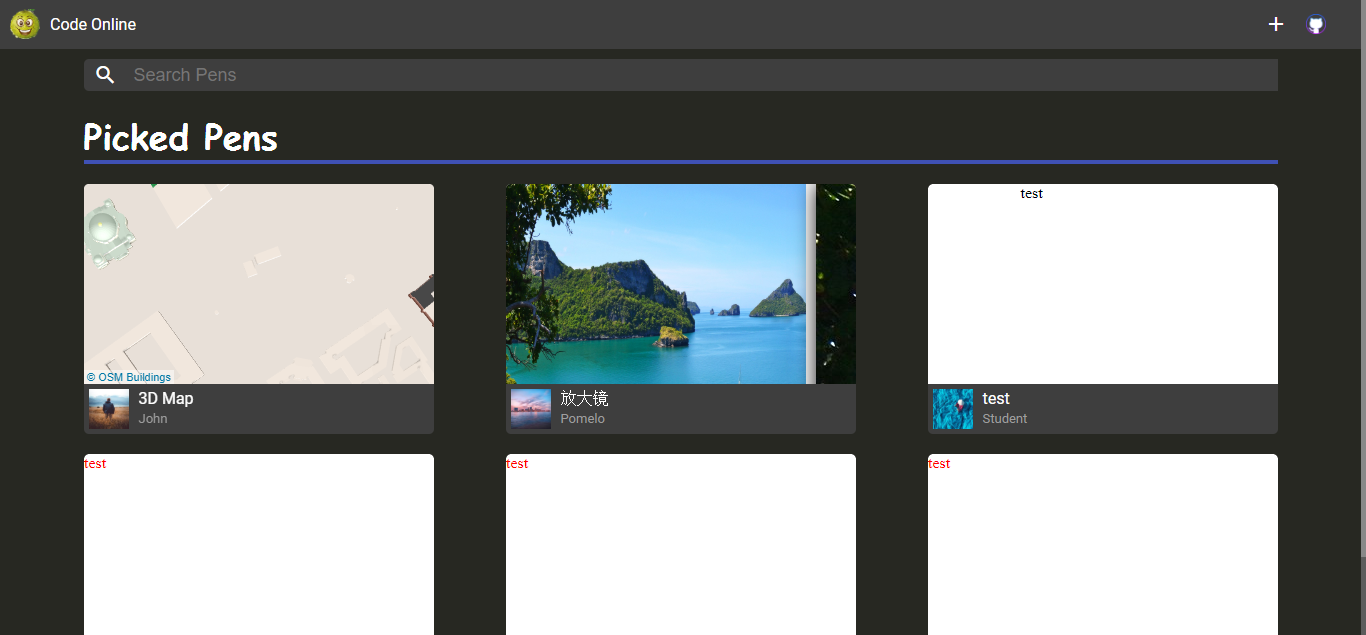 Code Online
Search Pens
Picked Pens
test
© OSM Buildings
3D Map
John
放大镜
Pomelo
test
Student
test
test
test